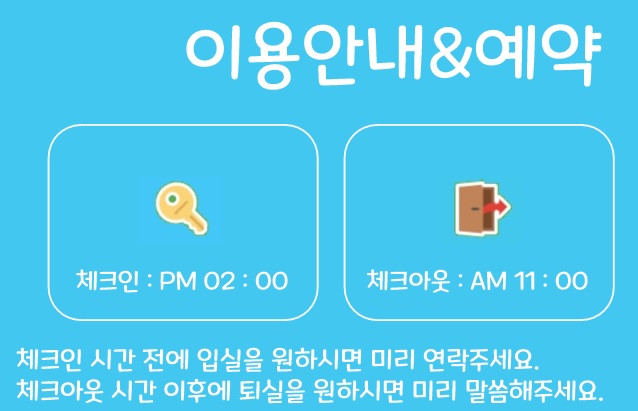 이용안내&예약
체크인 : PM 02 : 00
체크아웃 : AM 11 : 00
체크인 시간 전에 입실을 원하시면 미리 연락주세요.
체크아웃 시간 이후에 퇴실을 원하시면 미리 말씀해주세요.